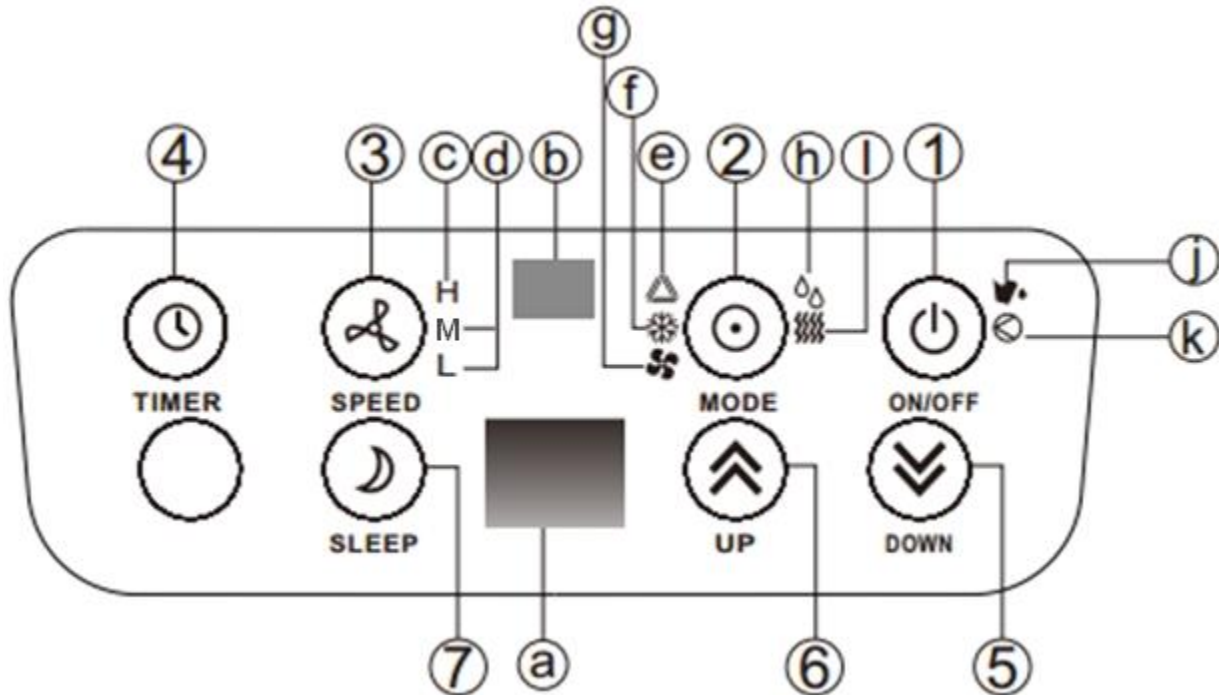 g
f
4 3 c d b e 2 h l 1
j
H
M
L
k
TIMER SPEED MODE ON/OFF
SLEEP UP DOWN
7 a 6 5